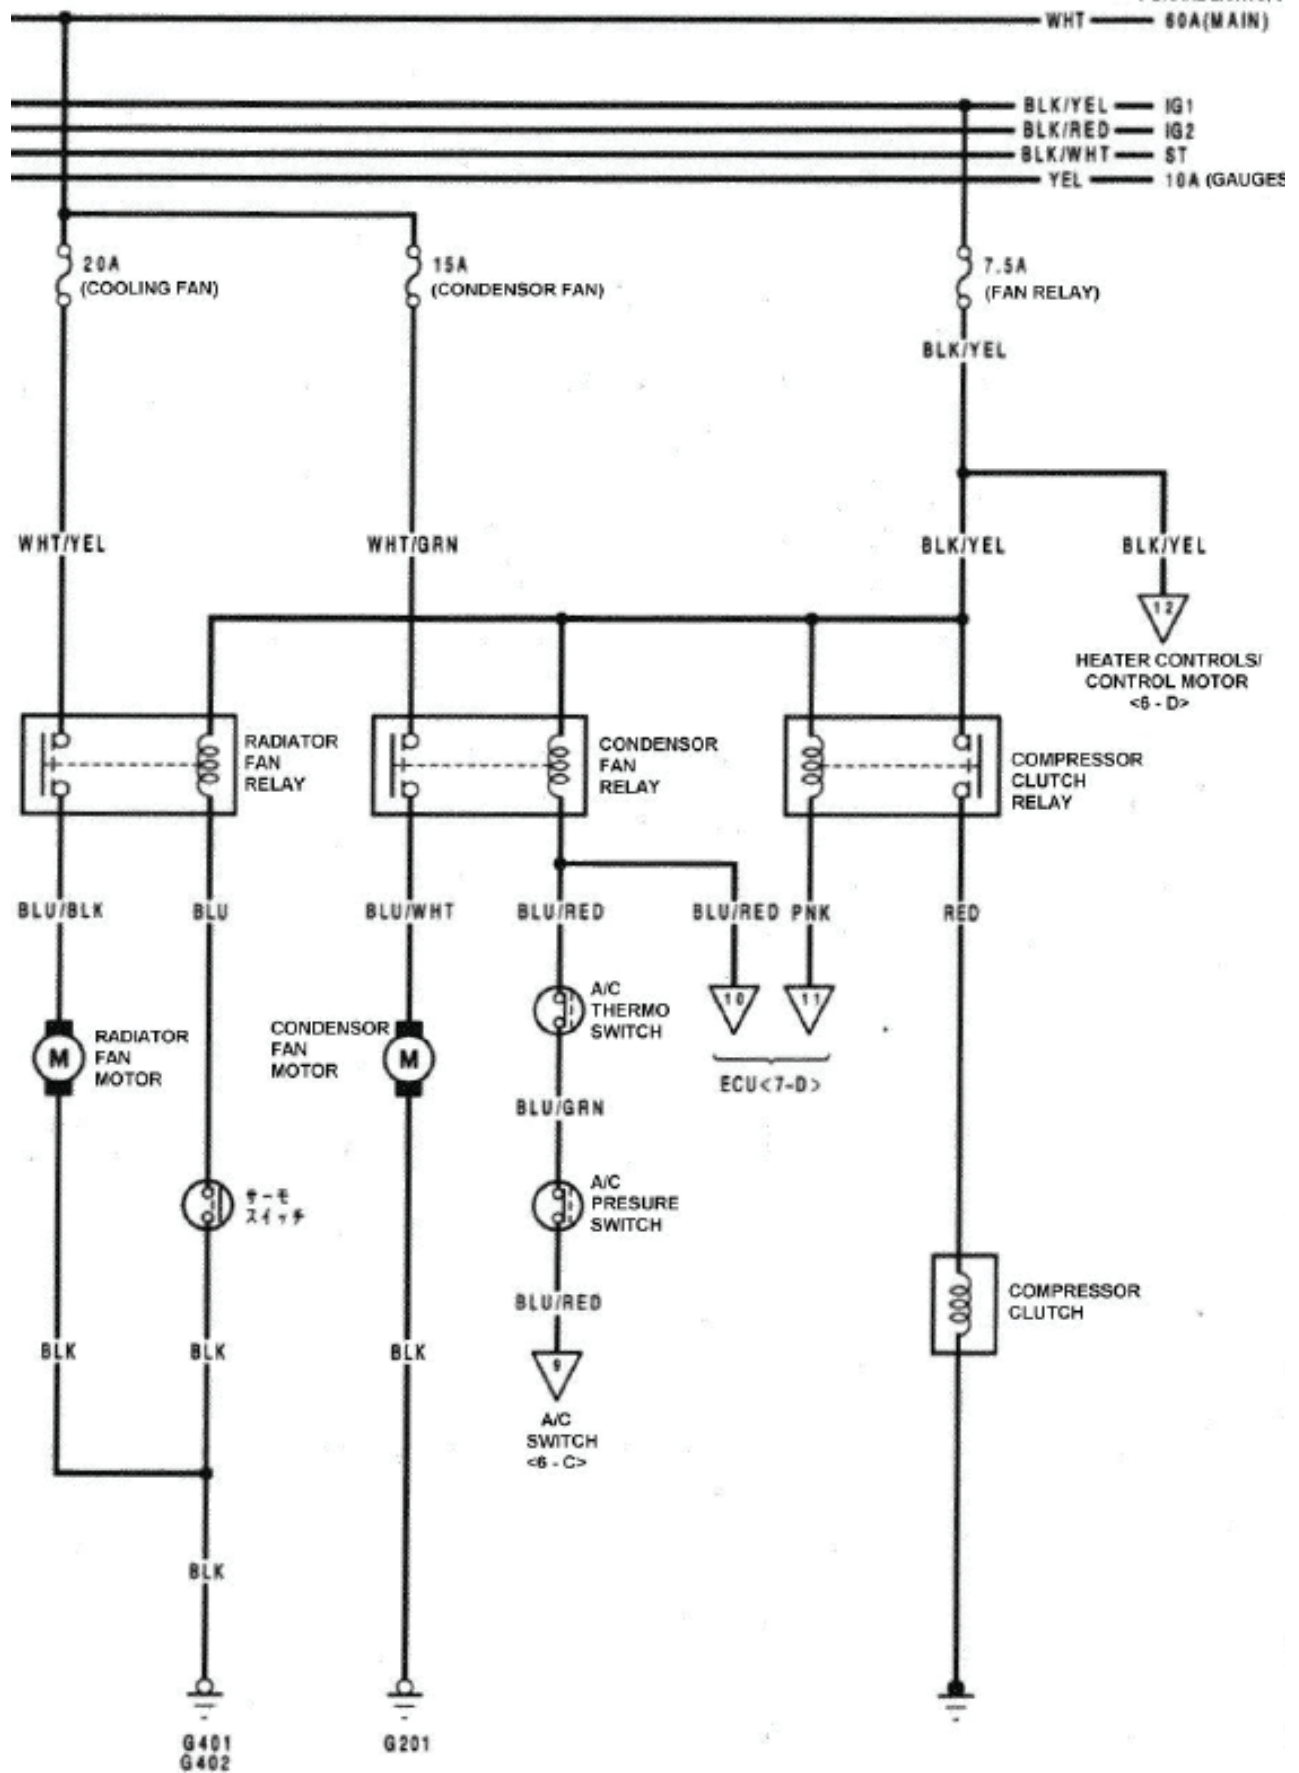 WHT 60A(MAIN)
BLK/YEL IG1
BLK/RED IG2
BLK/WHT ST
YEL 10A (GAUGES
20A
(COOLING FAN)
15A
(CONDENSOR FAN)
7.5A
(FAN RELAY)
BLK/YEL
WHT/YEL
WHT/GRN
BLK/YEL
BLK/YEL
12
HEATER CONTROLS/
CONTROL MOTOR
<6 - D>
RADIATOR
FAN
RELAY
CONDENSOR
FAN
RELAY
COMPRESSOR
CLUTCH
RELAY
BLU/BLK
BLU
BLU/WHT
BLU/RED
BLU/RED
PNK
RED
A/C
THERMO
SWITCH
10
11
ECU<7-D>
RADIATOR
FAN
MOTOR
M
CONDENSOR
FAN
MOTOR
M
BLU/GRN
サーモ
スイッチ
A/C
PRESURE
SWITCH
BLU/RED
COMPRESSOR
CLUTCH
BLK
BLK
BLK
9
A/C
SWITCH
<6 - C>
BLK
G401
G402
G201